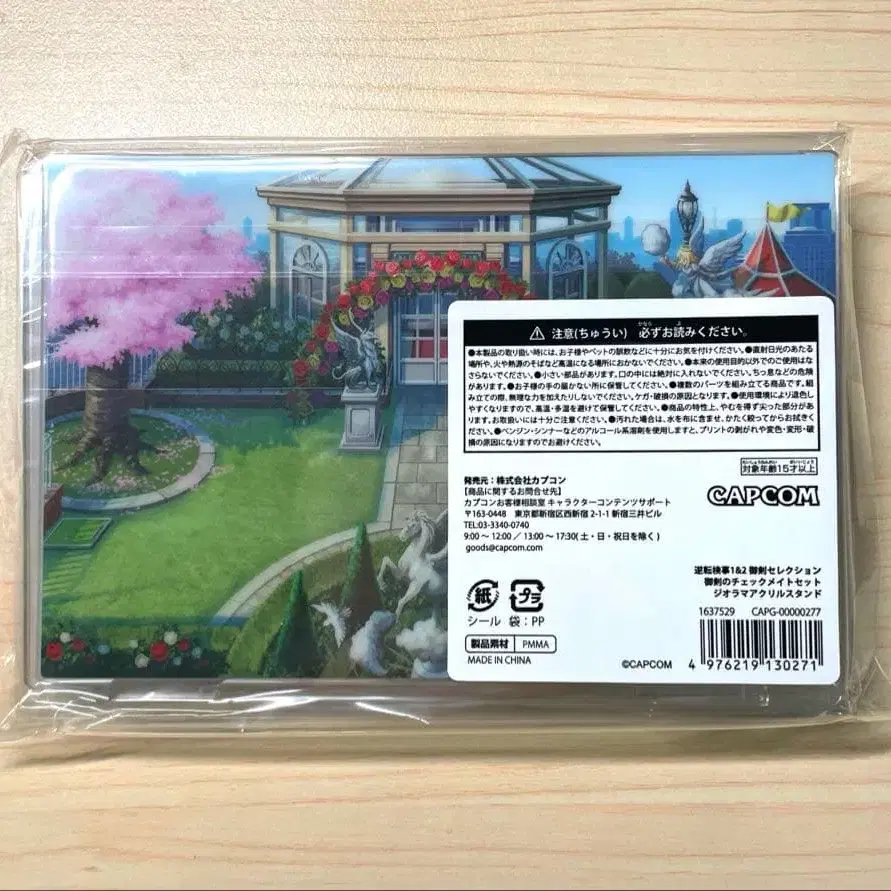 注意(ちゅうい) 必ずお読みください。
かなら よ
●本製品の取り扱い時には、お子様やペットの誤飲などに十分にお気を付けください。●直射日光のあたる
場所や、火や熱源のそばなど高温になる場所におかないでください。●本来の使用目的以外でのご使用はな
さらないでください。●小さい部品があります。口の中には絶対に入れないでください。ちっ息などの危険
があります。●お子様の手の届かない所に保管してください。●複数のパーツを組み立てる商品です。組
み立ての際、無理な力を加えたりしないでください。ケガ・破損の原因となります。●使用環境により退色し
やすくなりますので、高温・多湿を避けて保管してください。●商品の特性上、やむを得ず尖った部分があ
ります。お取扱いには十分ご注意ください。●汚れた場合は、水を布に含ませ、かたく絞ってからお拭きく
ださい。●ベンジン・シンナーなどのアルコール系溶剤を使用しますと、プリントの剥がれや変色・変形・破
損の原因になりますのでお避けください。
対象年齢15才以上
発売元：株式会社カプコン
【商品に関するお問合せ先】
カプコンお客様相談室 キャラクターコンテンツサポート
〒163-0448 東京都新宿区西新宿 2-1-1 新宿三井ビル
TEL:03-3340-0740
9:00 ～ 12:00 / 13:00 ～ 17:30( 土・日・祝日を除く )
goods@capcom.com
CAPCOM
逆転検事1&2 御剣セレクション
御剣のチェックメイトセット
ジオラマアクリルスタンド
1637529 CAPG-00000277
紙 プラ
シール 袋：PP
製品素材 PMMA
MADE IN CHINA
©CAPCOM
4 976219 130271